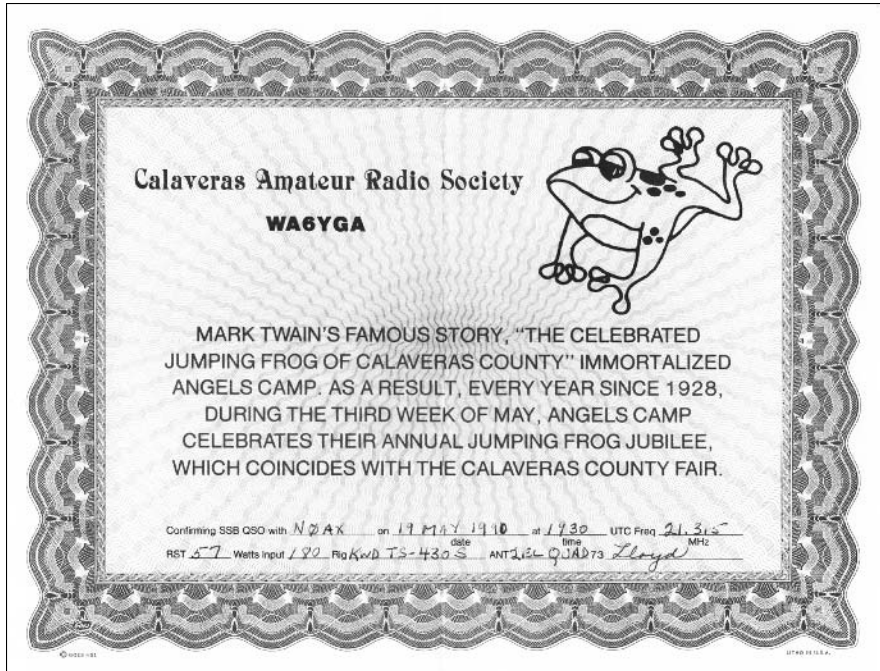 Calaveras Amateur Radio Society
WA6YGA
MARK TWAIN'S FAMOUS STORY, "THE CELEBRATED
JUMPING FROG OF CALAVERAS COUNTY" IMMORTALIZED
ANGELS CAMP. AS A RESULT, EVERY YEAR SINCE 1928,
DURING THE THIRD WEEK OF MAY, ANGELS CAMP
CELEBRATES THEIR ANNUAL JUMPING FROG JUBILEE,
WHICH COINCIDES WITH THE CALAVERAS COUNTY FAIR.
Confirming SSB QSO with NØAX on 19 MAY 1990 at 1930 UTC Freq 21.315
date time MHz
RST 57 Watts Input 180 Rig KWD TS-430S ANT 2EL QUAD 73 Lloyd
LITHO IN U.S.A.